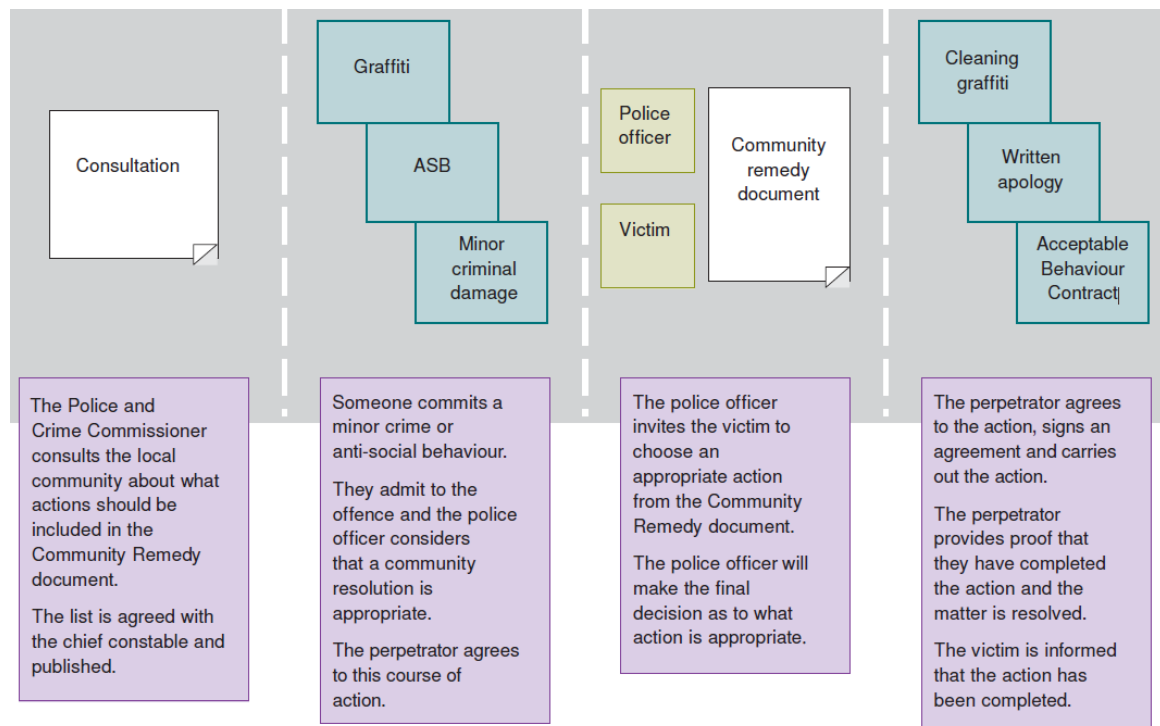 Consultation
Graffiti
ASB
Minor
criminal
damage
Police
officer
Victim
Community
remedy
document
Cleaning
graffiti
Written
apology
Acceptable
Behaviour
Contract
The Police and
Crime Commissioner
consults the local
community about what
actions should be
included in the
Community Remedy
document.
The list is agreed with
the chief constable and
published.
Someone commits a
minor crime or
anti-social behaviour.
They admit to the
offence and the police
officer considers
that a community
resolution is
appropriate.
The perpetrator agrees
to this course of
action.
The police officer
invites the victim to
choose an
appropriate action
from the Community
Remedy document.
The police officer will
make the final
decision as to what
action is appropriate.
The perpetrator agrees
to the action, signs an
agreement and carries
out the action.
The perpetrator
provides proof that
they have completed
the action and the
matter is resolved.
The victim is informed
that the action has
been completed.